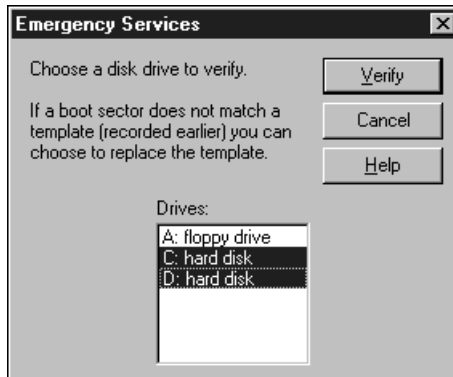 Emergency Services
Choose a disk drive to verify.
If a boot sector does not match a
template (recorded earlier) you can
choose to replace the template.
Verify
Cancel
Help
Drives:
A: floppy drive
C: hard disk
D: hard disk